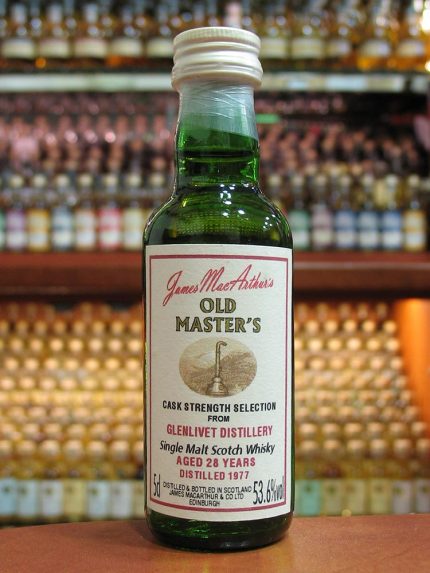 James MacArthur's
OLD
MASTER'S
CASK STRENGTH SELECTION
FROM
GLENLIVET DISTILLERY
Single Malt Scotch Whisky
AGED 28 YEARS
DISTILLED 1977
5cl DISTILLED & BOTTLED IN SCOTLAND 53.6%vol
JAMES MACARTHUR & CO LTD
EDINBURGH